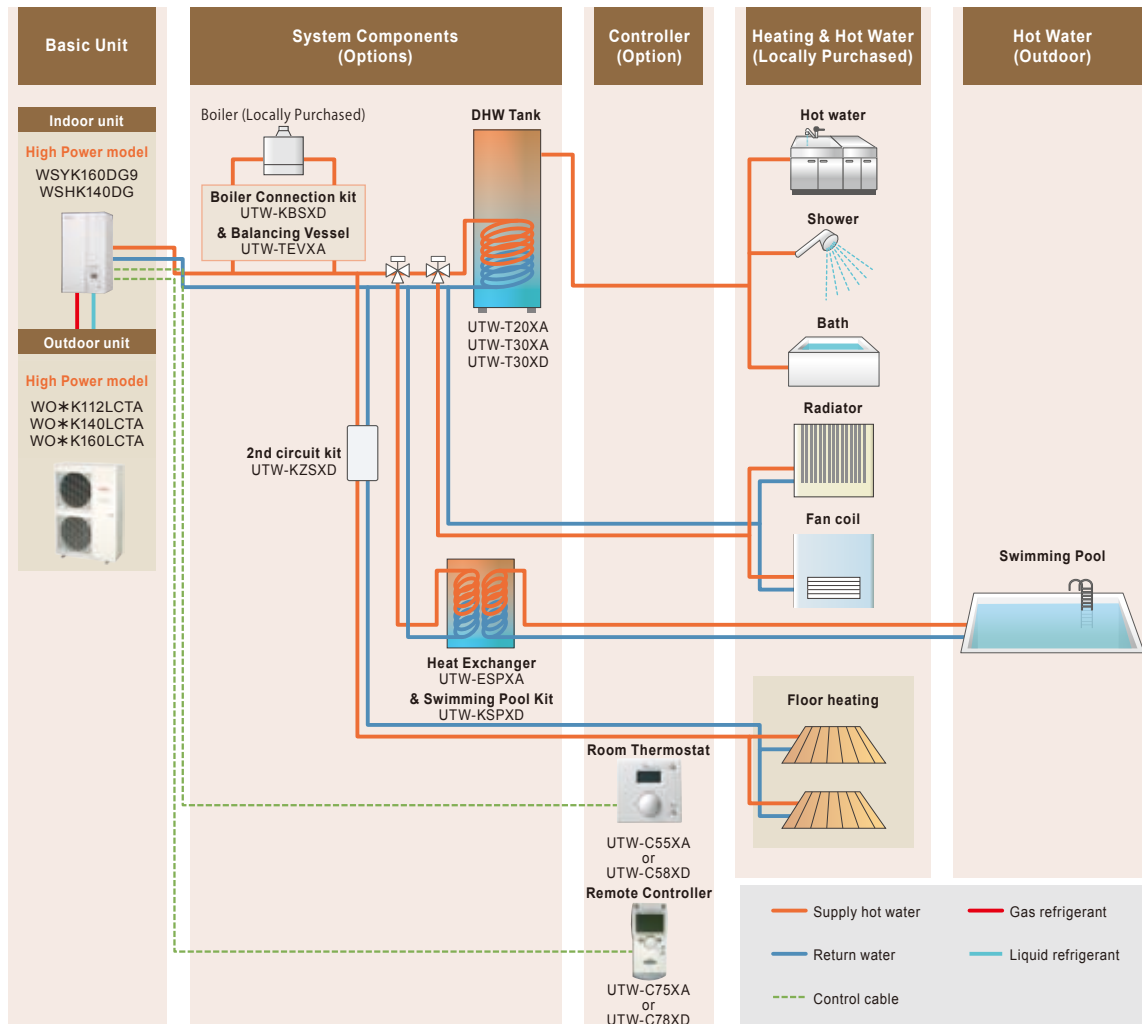 Basic Unit
System Components
(Options)
Controller
(Option)
Heating & Hot Water
(Locally Purchased)
Hot Water
(Outdoor)
Indoor unit
High Power model
WSYK160DG9
WSHK140DG
Outdoor unit
High Power model
WO*K112LCTA
WO*K140LCTA
WO*K160LCTA
Boiler (Locally Purchased)
Boiler Connection kit
UTW-KBSXD
& Balancing Vessel
UTW-TEVXA
DHW Tank
UTW-T20XA
UTW-T30XA
UTW-T30XD
2nd circuit kit
UTW-KZSXD
Heat Exchanger
UTW-ESPXA
& Swimming Pool Kit
UTW-KSPXD
Room Thermostat
UTW-C55XA
or
UTW-C58XD
Remote Controller
UTW-C75XA
or
UTW-C78XD
Hot water
Shower
Bath
Radiator
Fan coil
Floor heating
Swimming Pool
Supply hot water
Gas refrigerant
Return water
Liquid refrigerant
Control cable